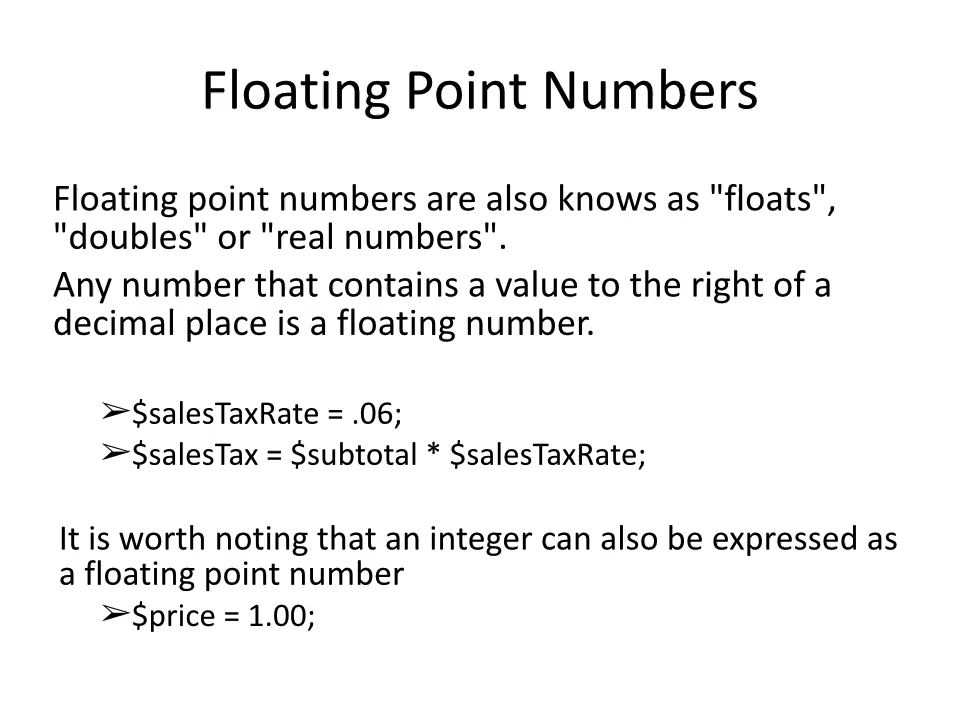 Floating Point Numbers
Floating point numbers are also knows as "floats",
"doubles" or "real numbers".
Any number that contains a value to the right of a
decimal place is a floating number.
➢$salesTaxRate = .06;
➢$salesTax = $subtotal * $salesTaxRate;
It is worth noting that an integer can also be expressed as
a floating point number
➢$price = 1.00;